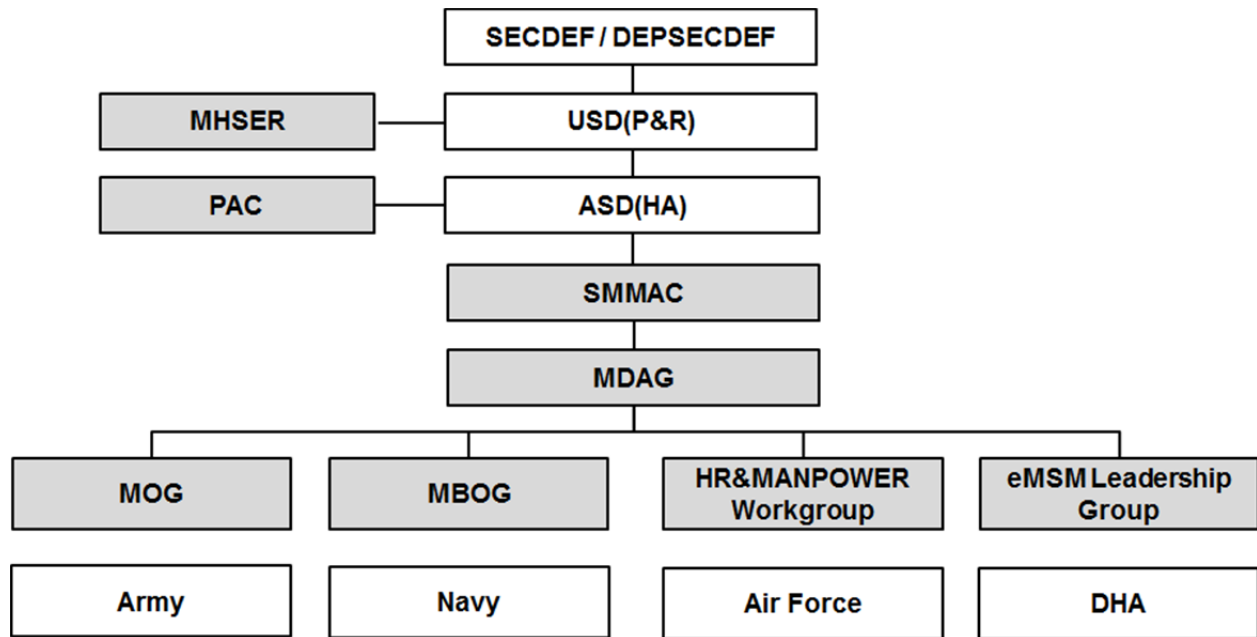 SECDEF / DEPSECDEF
MHSER
USD(P&R)
PAC
ASD(HA)
SMMAC
MDAG
MOG
MBOG
HR&MANPOWER
Workgroup
eMSM Leadership
Group
Army
Navy
Air Force
DHA